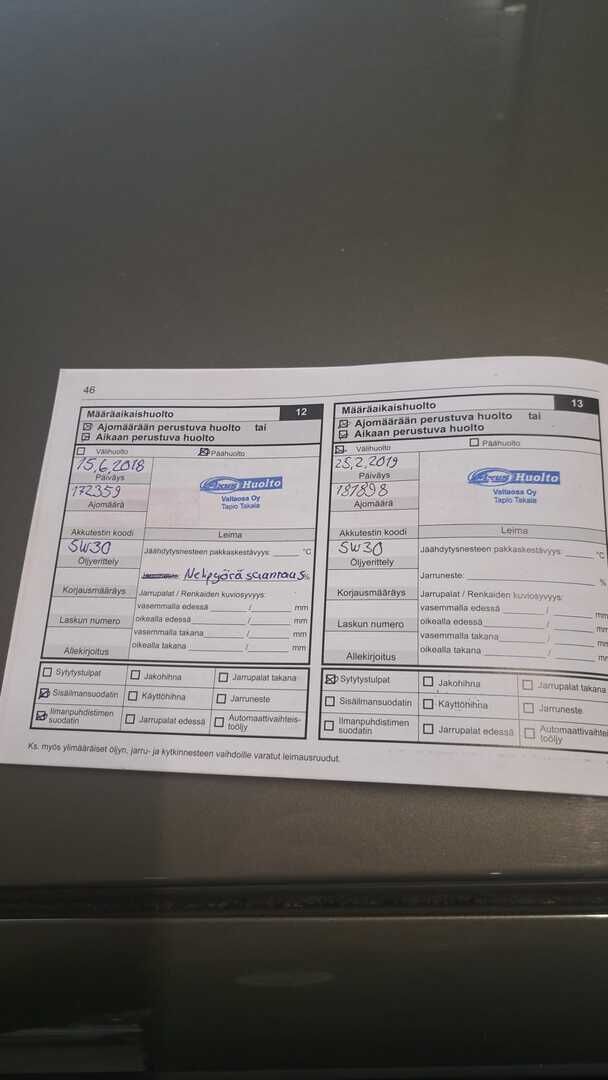 46
Määräaikaishuolto 12
Ajomäärään perustuva huolto tai
Aikaan perustuva huolto
Välihuolto Päähuolto
15.6.2018
Päiväys
172359
Ajomäärä
Huolto
Valtaosa Oy
Tapio Takala
Akkutestin koodi Leima
5W30
Öljyerittely
Jäähdytysnesteen pakkaskestävyys: °C
%
Korjausmääräys
Jarrupalat / Renkaiden kuviosyvyys:
vasemmalla edessä / mm
Laskun numero
oikealla edessä: / mm
vasemmalla takana / mm
Allekirjoitus
oikealla takana / mm
Sytytystulpat Jakohihna Jarrupalat takana
Sisäilmansuodatin Käyttöhihna Jarruneste
Ilmanpuhdistimen suodatin Jarrupalat edessä Automaattivaihteis-
tööljy
Määräaikaishuolto 13
Ajomäärään perustuva huolto tai
Aikaan perustuva huolto
Välihuolto Päähuolto
25.2.2019
Päiväys
187898
Ajomäärä
Huolto
Valtaosa Oy
Tapio Takala
Akkutestin koodi Leima
5W30
Öljyerittely
Jäähdytysnesteen pakkaskestävyys: °C
Jarruneste: %
Korjausmääräys
Jarrupalat / Renkaiden kuviosyvyys:
vasemmalla edessä / mm
Laskun numero
oikealla edessä: / mm
vasemmalla takana / mm
Allekirjoitus
oikealla takana / mm
Sytytystulpat Jakohihna Jarrupalat takana
Sisäilmansuodatin Käyttöhihna Jarruneste
Ilmanpuhdistimen suodatin Jarrupalat edessä Automaattivaihtei
tööljy
Ks. myös ylimääräiset öljyn, jarru- ja kytkinnesteen vaihdoille varatut leimausruudut.